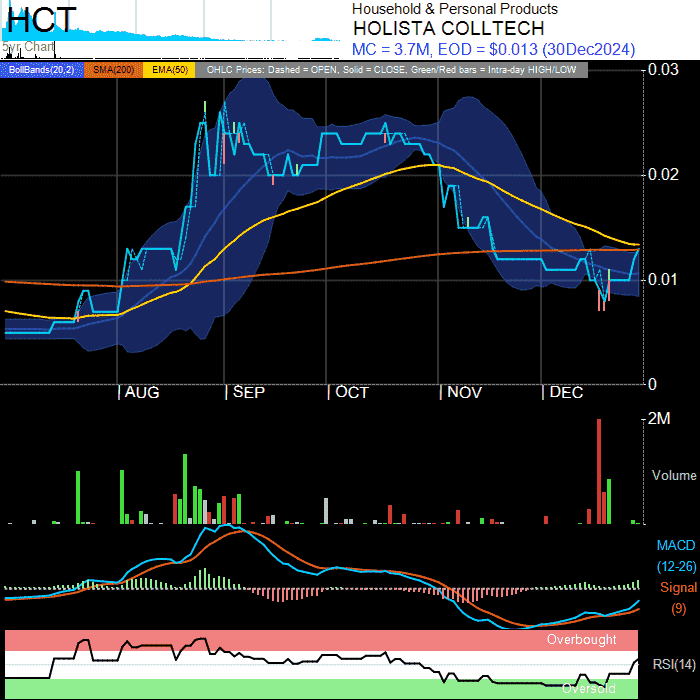 HCT
5yr Chart
Household & Personal Products
HOLISTA COLLTECH
MC = 3.7M, EOD = $0.013 (30Dec2024)
BollBands(20,2) SMA(200) EMA(50) OHLC Prices: Dashed = OPEN, Solid = CLOSE, Green/Red bars = Intra-day HIGH/LOW
0.03
0.02
0.01
0
AUG SEP OCT NOV DEC
2M
Volume
MACD
(12-26)
Signal
(9)
Overbought
RSI(14)
Oversold